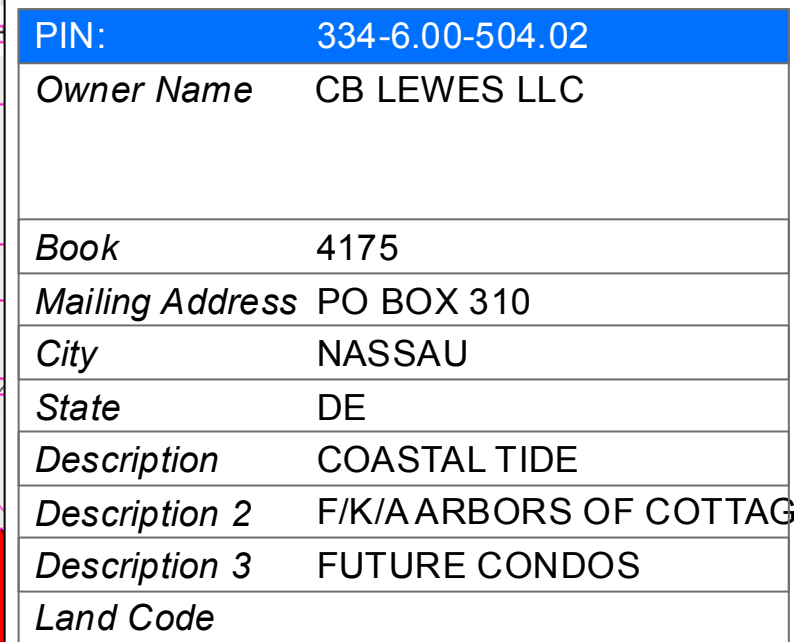 PIN: 334-6.00-504.02
Owner Name CB LEWES LLC
Book 4175
Mailing Address PO BOX 310
City NASSAU
State DE
Description COASTAL TIDE
Description 2 F/K/A ARBORS OF COTTAG
Description 3 FUTURE CONDOS
Land Code